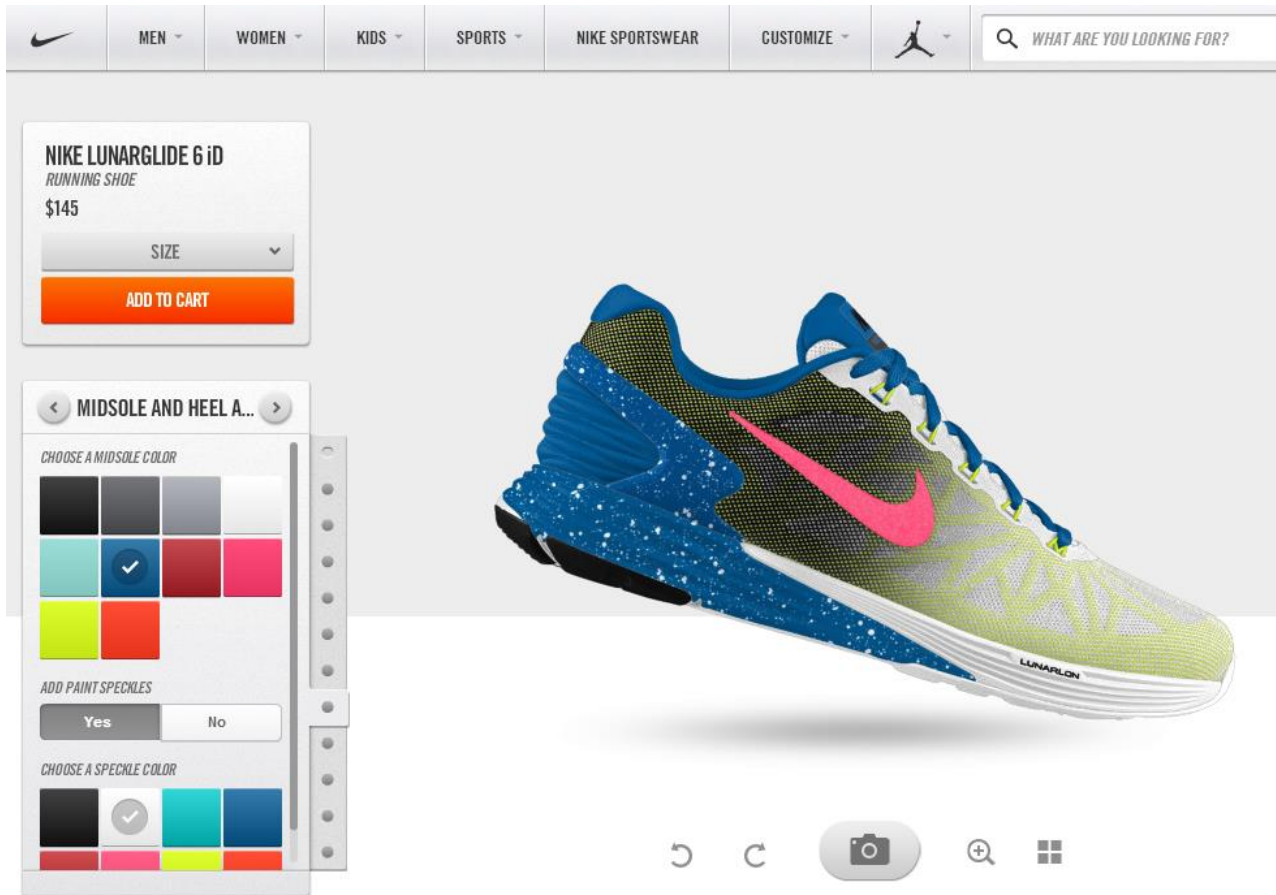 MEN
WOMEN
KIDS
SPORTS
NIKE SPORTSWEAR
CUSTOMIZE
WHAT ARE YOU LOOKING FOR?
NIKE LUNARGLIDE 6 iD
RUNNING SHOE
$145
SIZE
ADD TO CART
MIDSOLE AND HEEL A...
CHOOSE A MIDSOLE COLOR
ADD PAINT SPECKLES
Yes
No
CHOOSE A SPECKLE COLOR
LUNARLON